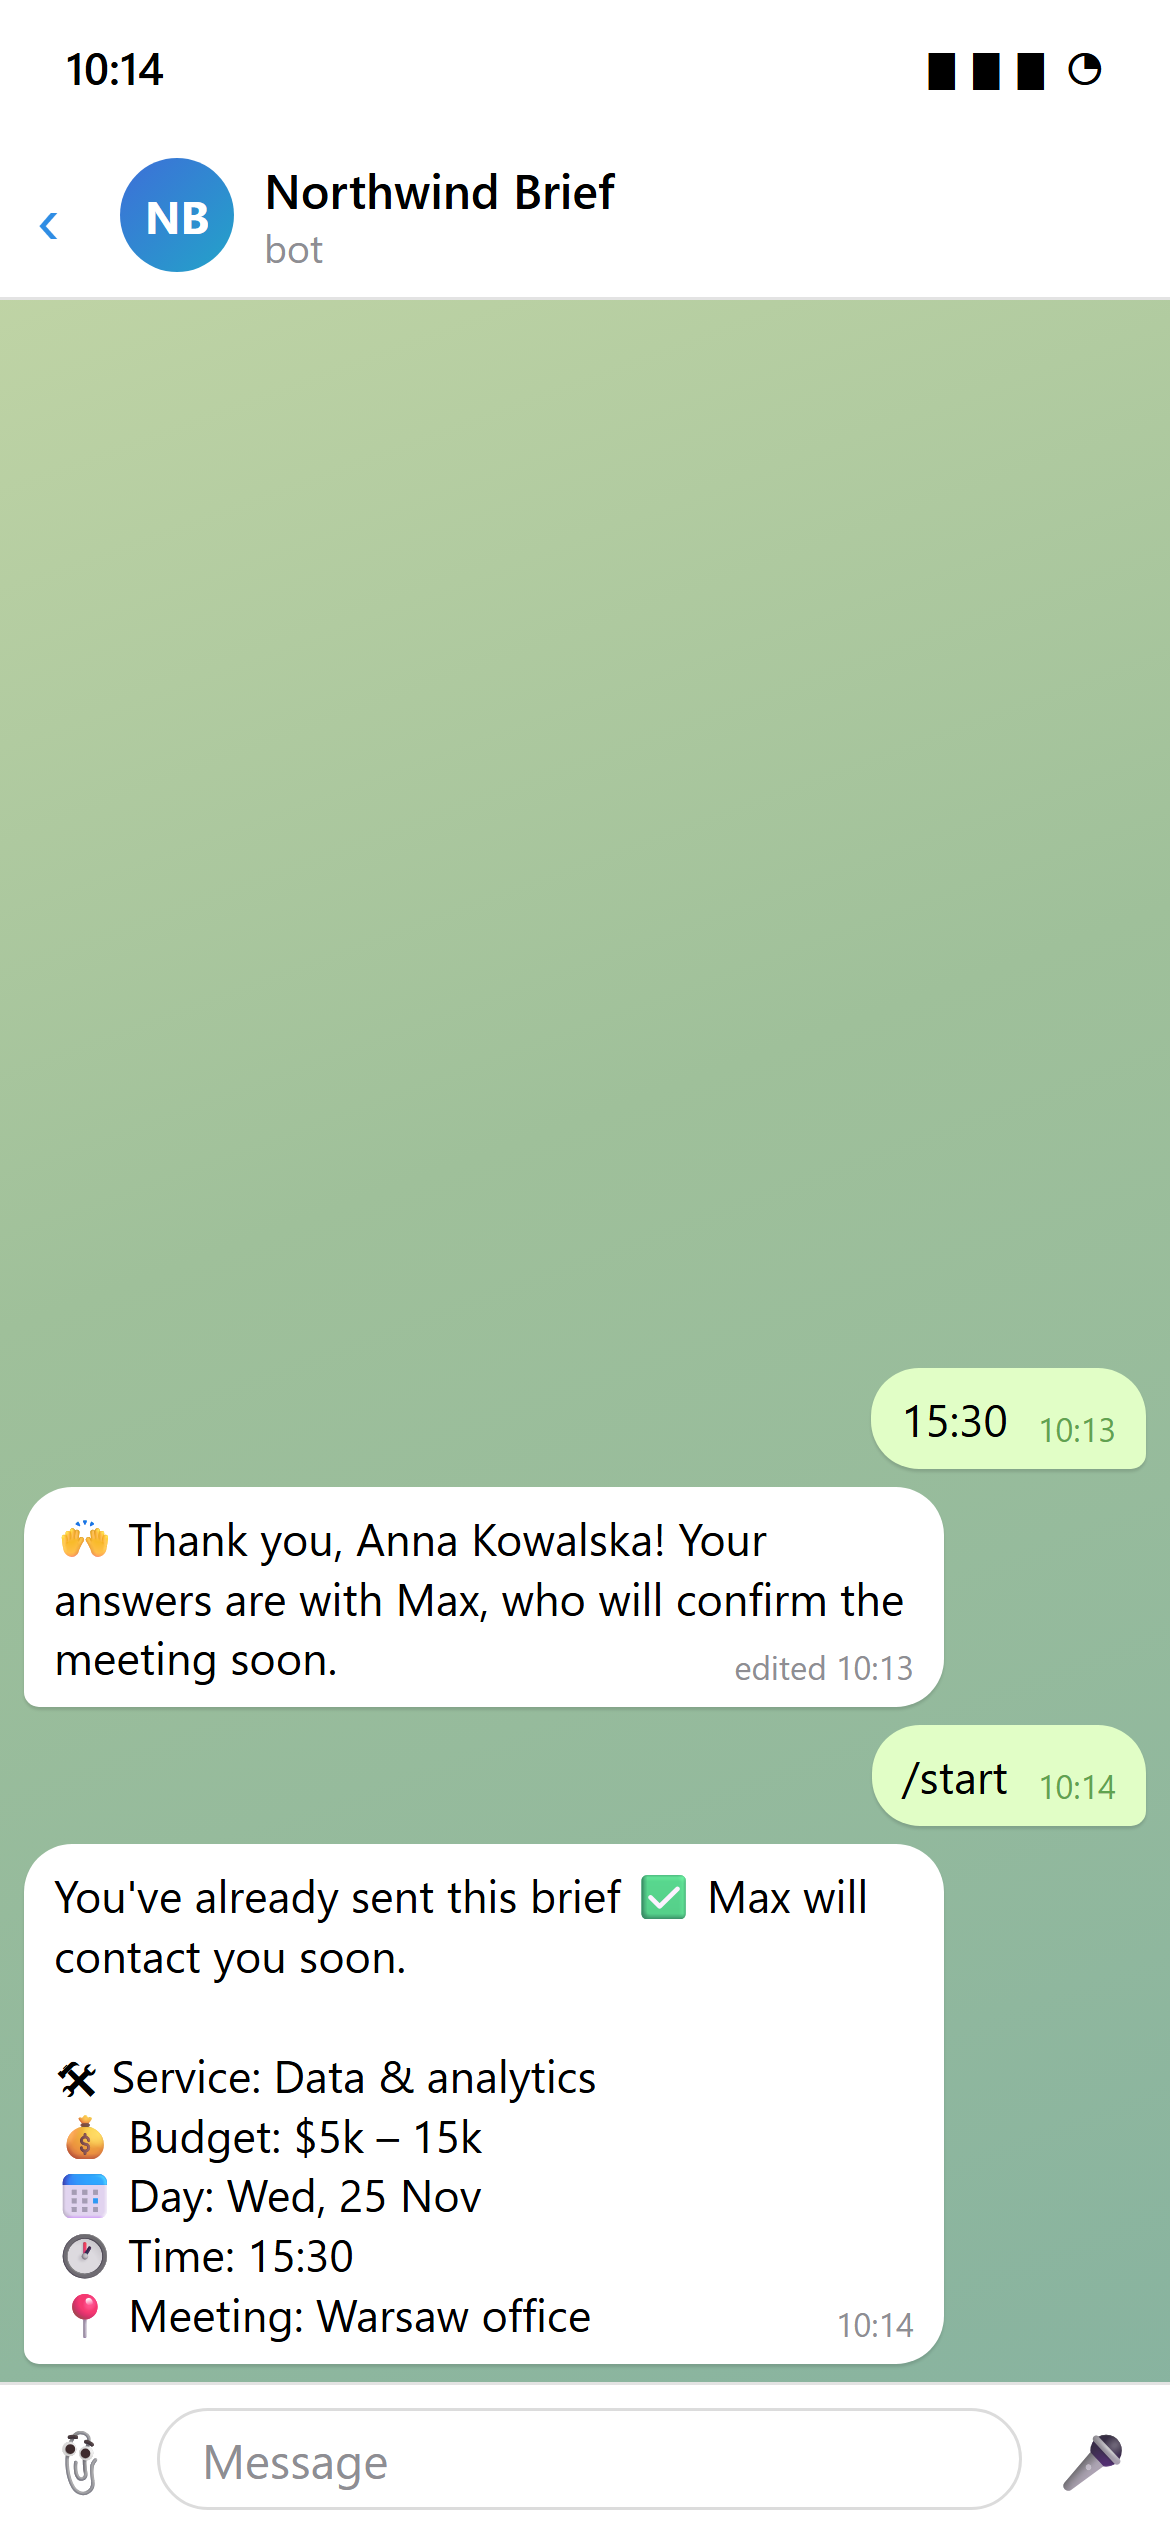 10:14
NB
Northwind Brief
bot
15:30 10:13
🙌 Thank you, Anna Kowalska! Your
answers are with Max, who will confirm the
meeting soon. edited 10:13
/start 10:14
You've already sent this brief ✅ Max will
contact you soon.
🛠 Service: Data & analytics
💰 Budget: $5k – 15k
📅 Day: Wed, 25 Nov
🕐 Time: 15:30
📍 Meeting: Warsaw office 10:14
Message